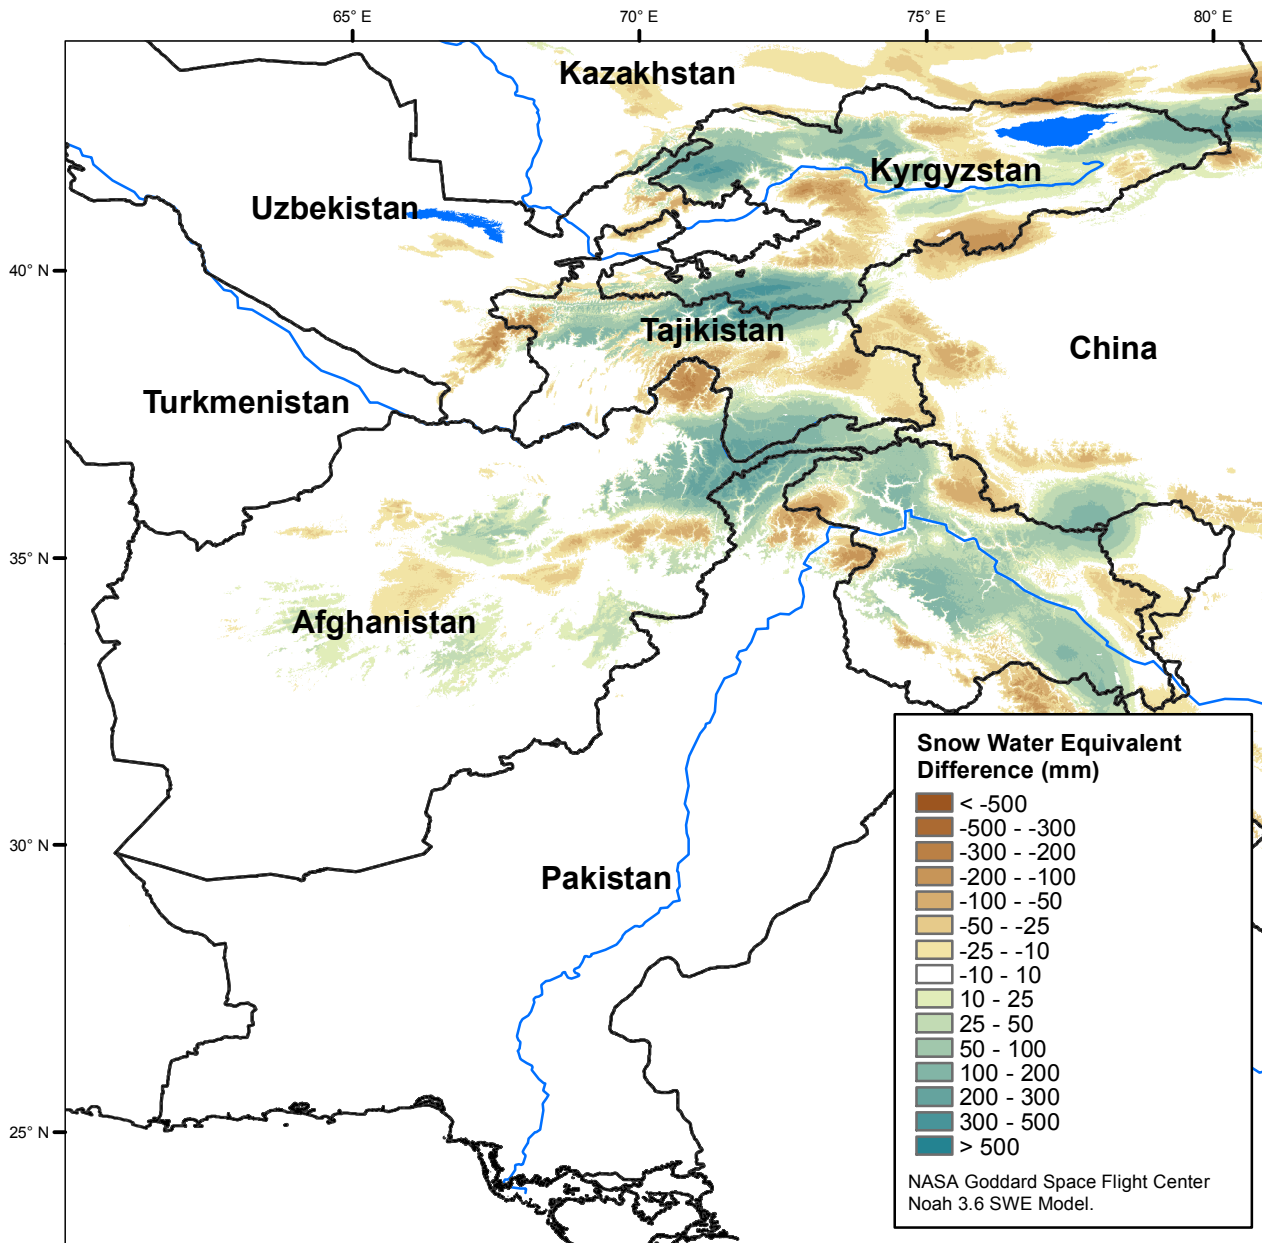 65° E
70° E
75° E
80° E
Kazakhstan
Kyrgyzstan
Uzbekistan
40° N
Tajikistan
China
Turkmenistan
35° N
Afghanistan
30° N
Pakistan
25° N
Snow Water Equivalent
Difference (mm)
< -500
-500 - -300
-300 - -200
-200 - -100
-100 - -50
-50 - -25
-25 - -10
-10 - 10
10 - 25
25 - 50
50 - 100
100 - 200
200 - 300
300 - 500
> 500
NASA Goddard Space Flight Center
Noah 3.6 SWE Model.